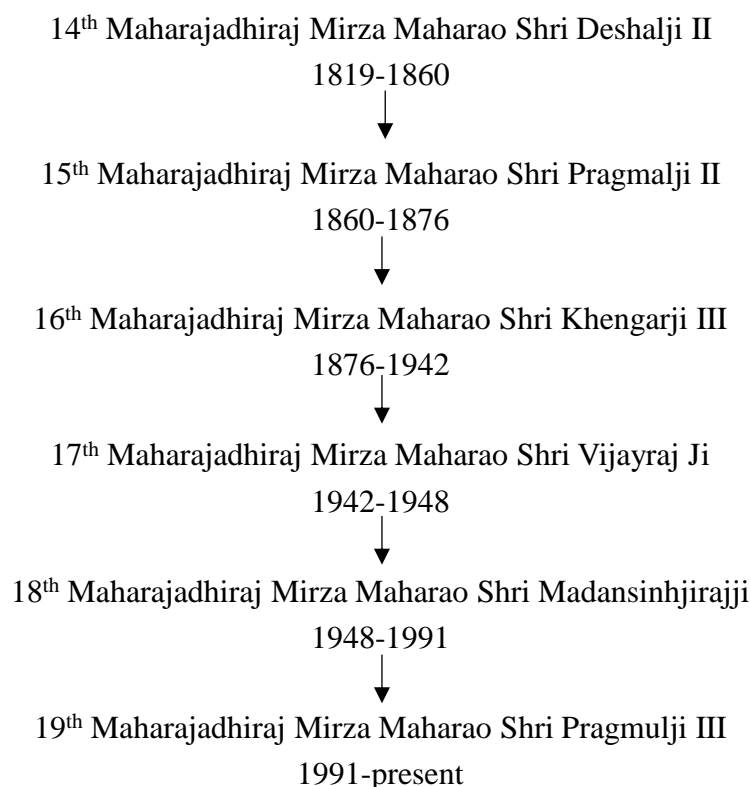 14th Maharajadhiraj Mirza Maharao Shri Deshalji II
1819-1860
15th Maharajadhiraj Mirza Maharao Shri Pragmalji II
1860-1876
16th Maharajadhiraj Mirza Maharao Shri Khengarji III
1876-1942
17th Maharajadhiraj Mirza Maharao Shri Vijayraj Ji
1942-1948
18th Maharajadhiraj Mirza Maharao Shri Madansinhjirajji
1948-1991
19th Maharajadhiraj Mirza Maharao Shri Pragmulji III
1991-present